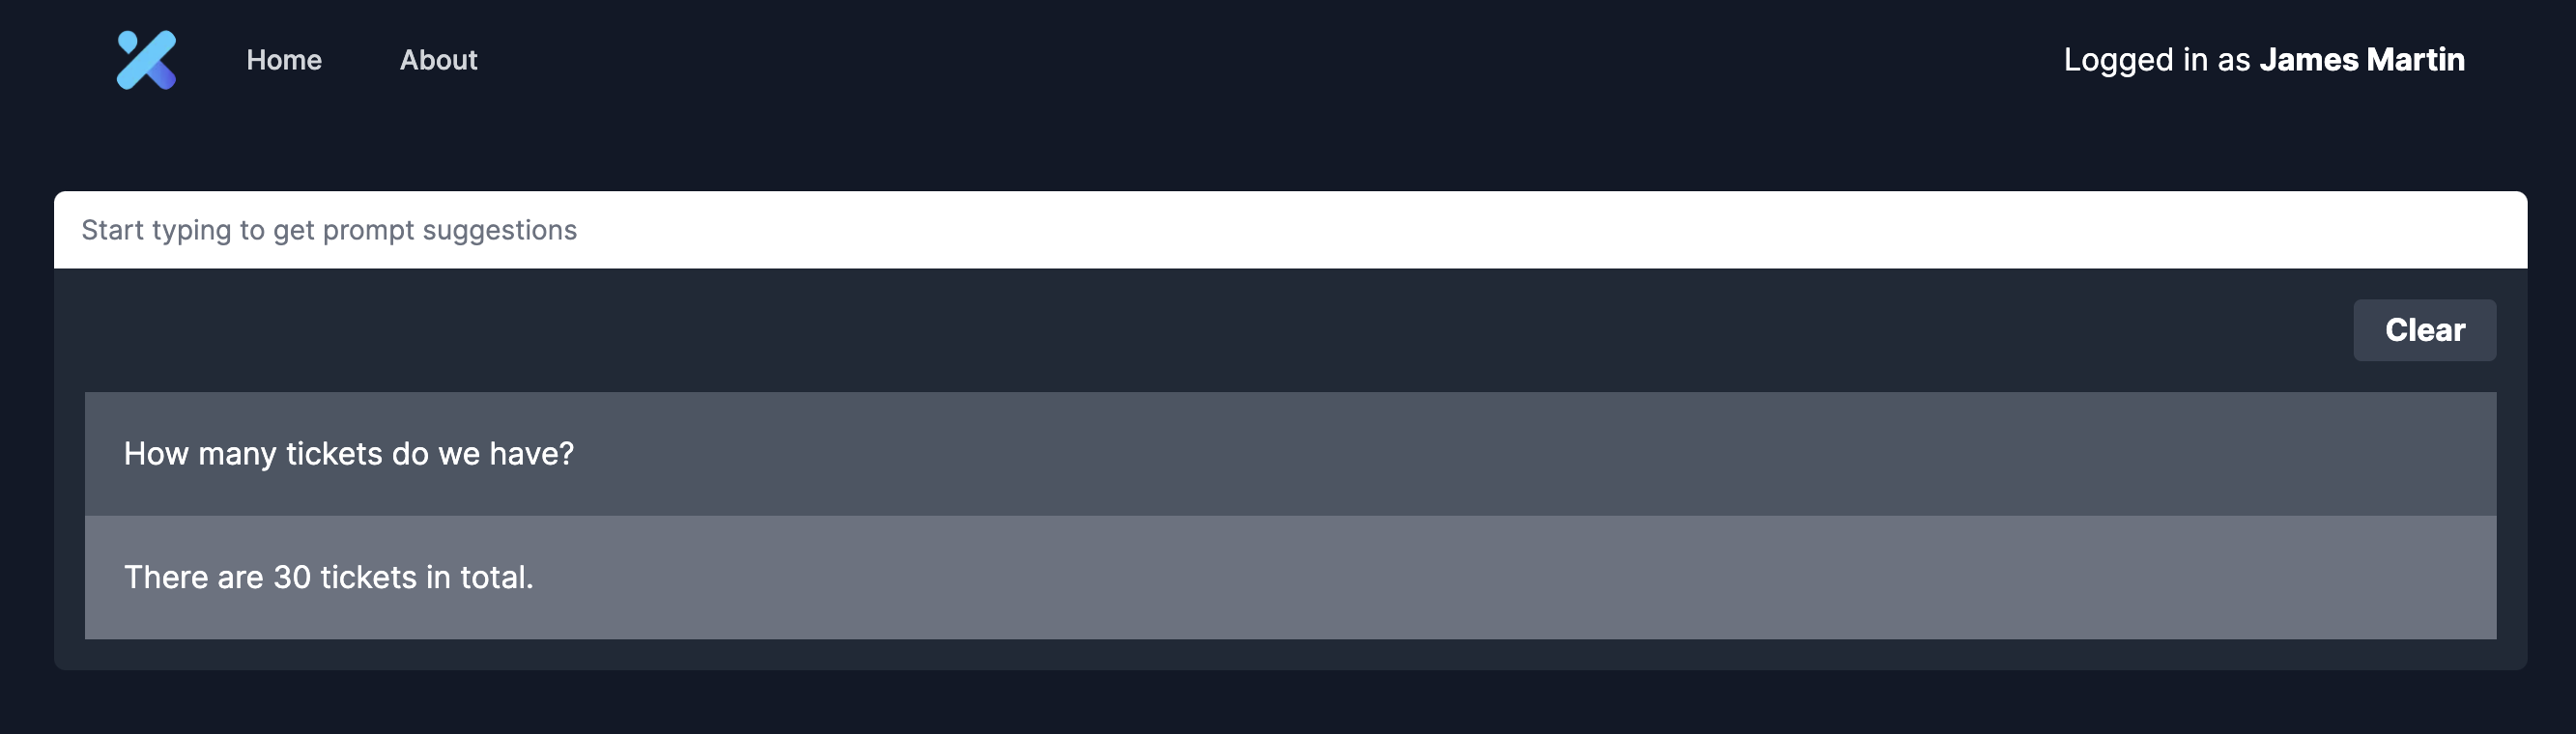 Home About Logged in as James Martin
Start typing to get prompt suggestions
Clear
How many tickets do we have?
There are 30 tickets in total.